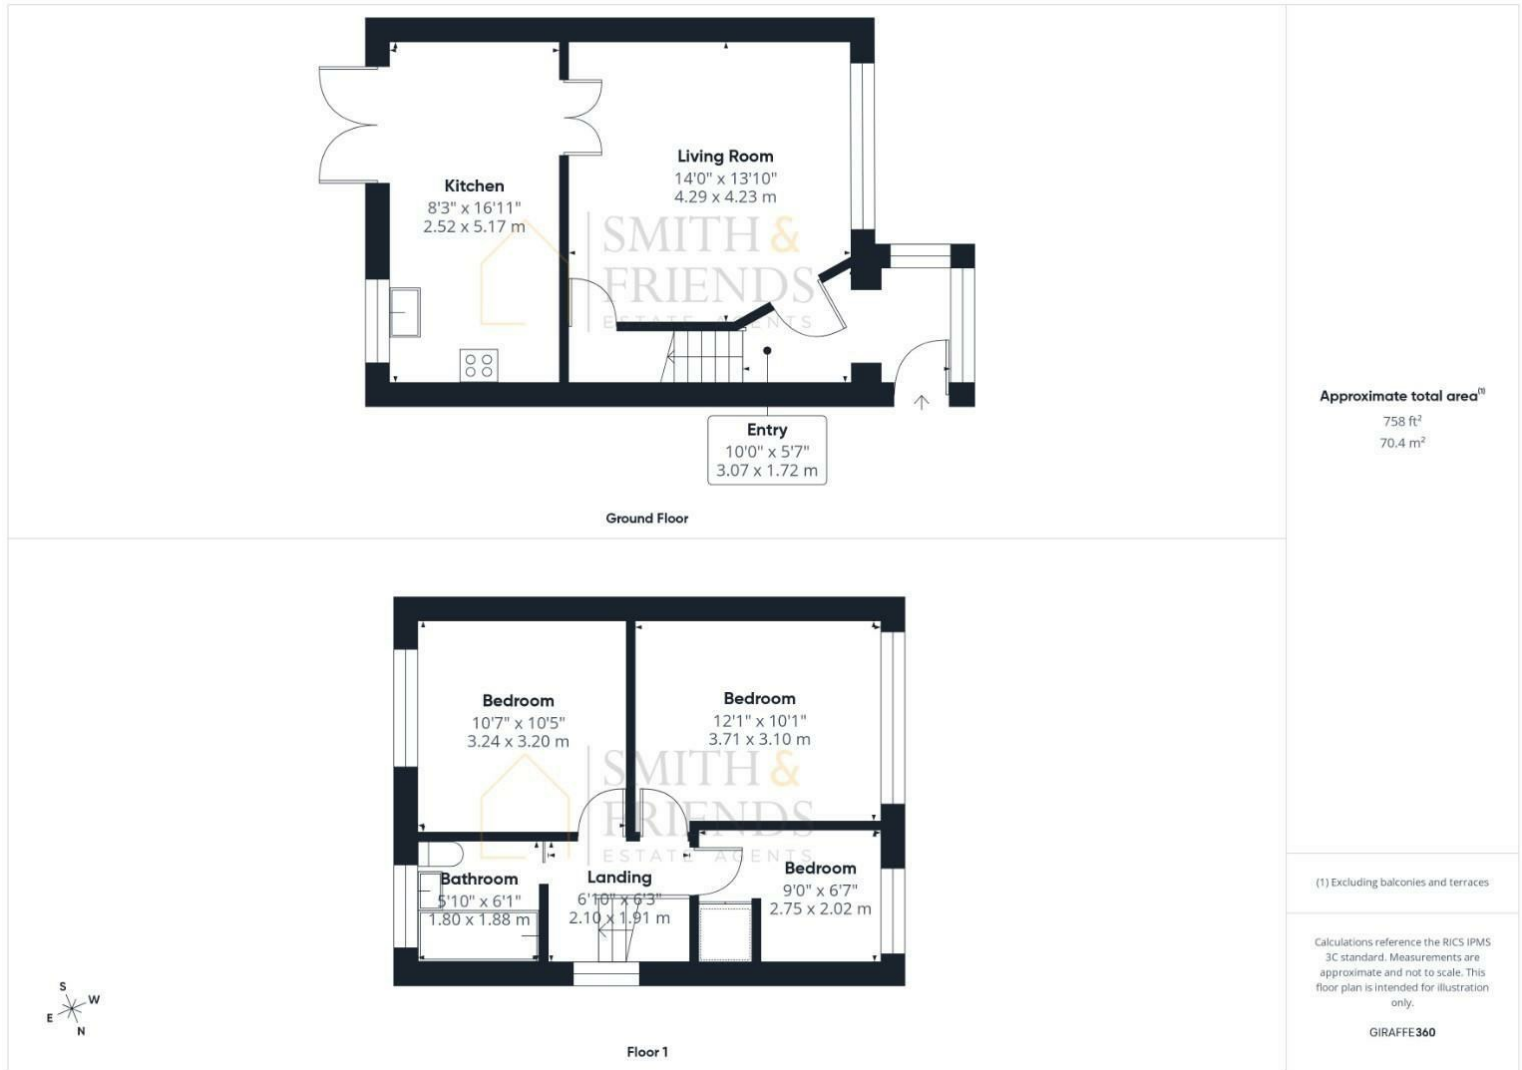 Kitchen
8'3" x 16'11"
2.52 x 5.17 m
Living Room
14'0" x 13'10"
4.29 x 4.23 m
SMITH &
FRIENDS
ESTATE AGENTS
Entry
10'0" x 5'7"
3.07 x 1.72 m
Ground Floor
Approximate total area(1)
758 ft²
70.4 m²
Bedroom
10'7" x 10'5"
3.24 x 3.20 m
Bedroom
12'1" x 10'1"
3.71 x 3.10 m
SMITH &
FRIENDS
ESTATE AGENTS
Bathroom
5'10" x 6'1"
1.80 x 1.88 m
Landing
6'10" x 6'3"
2.10 x 1.91 m
Bedroom
9'0" x 6'7"
2.75 x 2.02 m
S
W
E
N
Floor 1
(1) Excluding balconies and terraces
Calculations reference the RICS IPMS
3C standard. Measurements are
approximate and not to scale. This
floor plan is intended for illustration
only.
GIRAFFE360